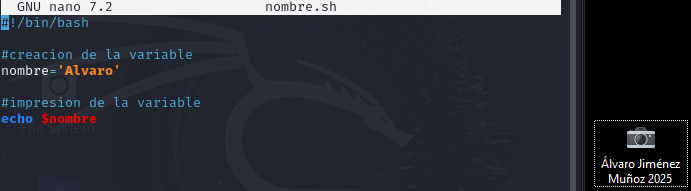 GNU nano 7.2 nombre.sh
#!/bin/bash
#creacion de la variable
nombre='Alvaro'
#impresion de la variable
echo $nombre
File System
Álvaro Jiménez
Muñoz 2025